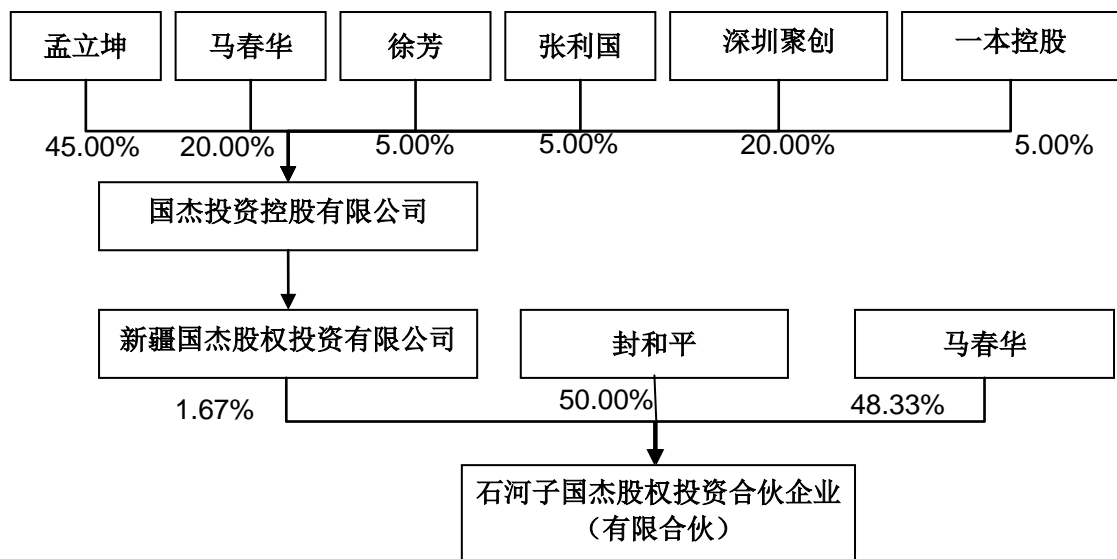 孟立坤
马春华
徐芳
张利国
深圳聚创
一本控股
45.00%
20.00%
5.00%
5.00%
20.00%
5.00%
国杰投资控股有限公司
新疆国杰股权投资有限公司
封和平
马春华
1.67%
50.00%
48.33%
石河子国杰股权投资合伙企业
（有限合伙）